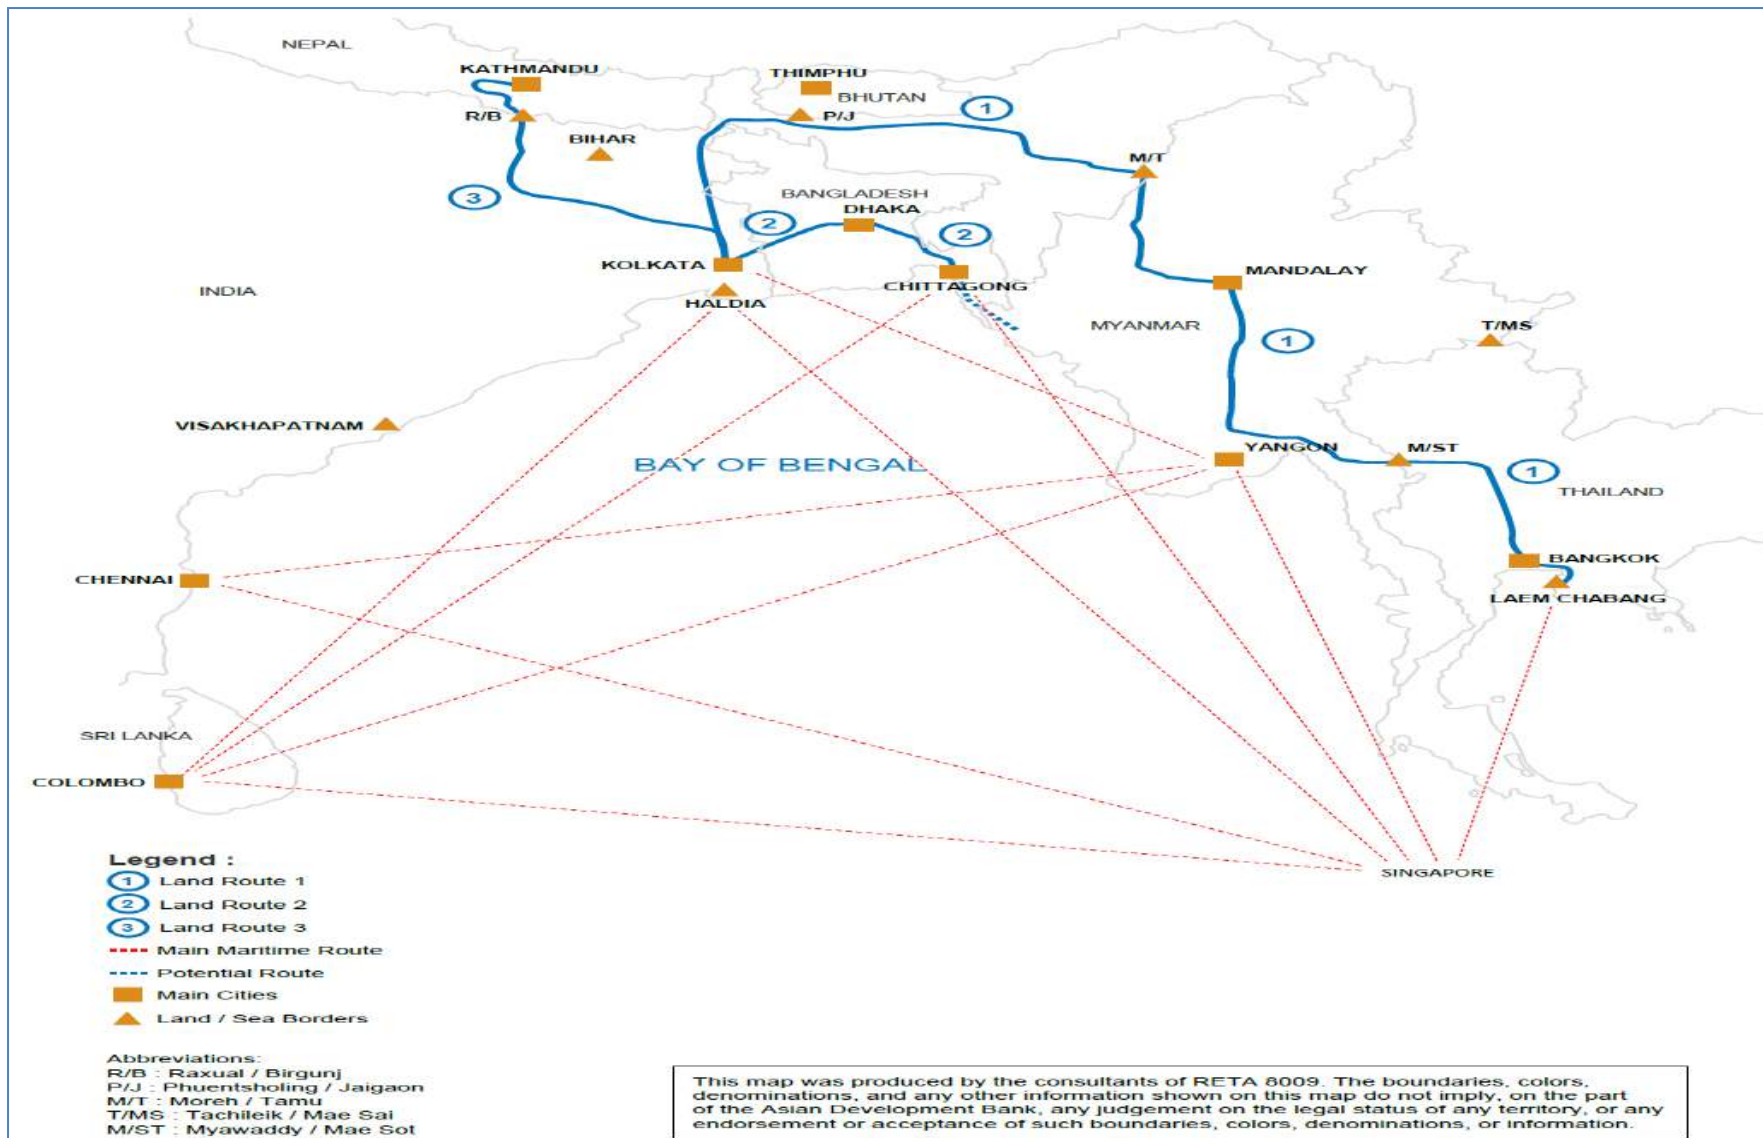 NEPAL
KATHMANDU
THIMPHU
BHUTAN
1
R/B
P/J
BIHAR
M/T
3
BANGLADESH
DHAKA
2
2
KOLKATA
CHITTAGONG
MANDALAY
INDIA
HALDIA
MYANMAR
1
T/MS
VISAKHAPATNAM
BAY OF BENGAL
YANGON
M/ST
1
THAILAND
BANGKOK
CHENNAI
LAEM CHABANG
SRI LANKA
COLOMBO
SINGAPORE
Legend :
1 Land Route 1
2 Land Route 2
3 Land Route 3
Main Maritime Route
Potential Route
Main Cities
Land / Sea Borders
Abbreviations:
R/B : Raxual / Birgunj
P/J : Phuentsholing / Jaigaon
M/T : Moreh / Tamu
T/MS : Tachileik / Mae Sai
M/ST : Myawaddy / Mae Sot
This map was produced by the consultants of RETA 8009. The boundaries, colors,
denominations, and any other information shown on this map do not imply, on the part
of the Asian Development Bank, any judgement on the legal status of any territory, or any
endorsement or acceptance of such boundaries, colors, denominations, or information.